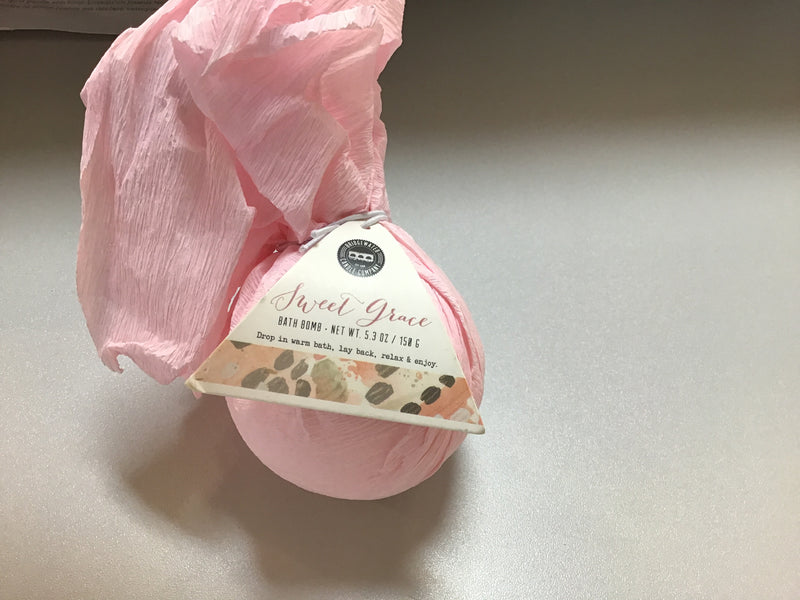 BRIDGEWATER
CANDLE COMPANY
Sweet Grace
BATH BOMB • NET WT. 5.3 OZ / 150 G
Drop in warm bath, lay back, relax & enjoy.